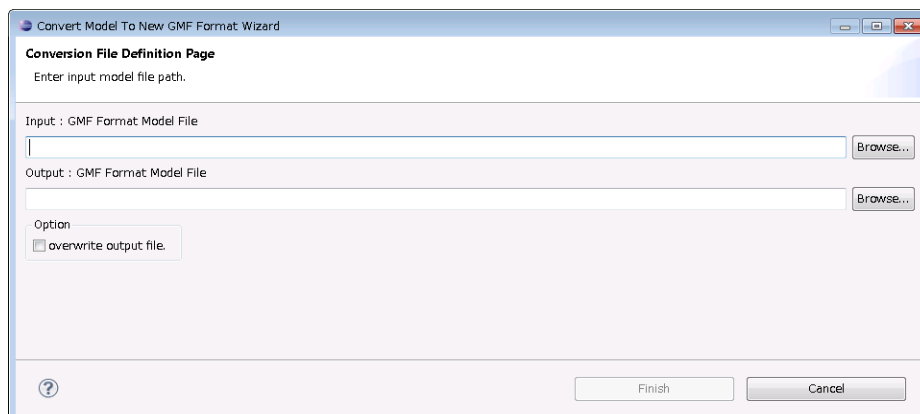 Convert Model To New GMF Format Wizard
Conversion File Definition Page
Enter input model file path.
Input : GMF Format Model File
Browse...
Output : GMF Format Model File
Browse...
Option
overwrite output file.
?
Finish
Cancel